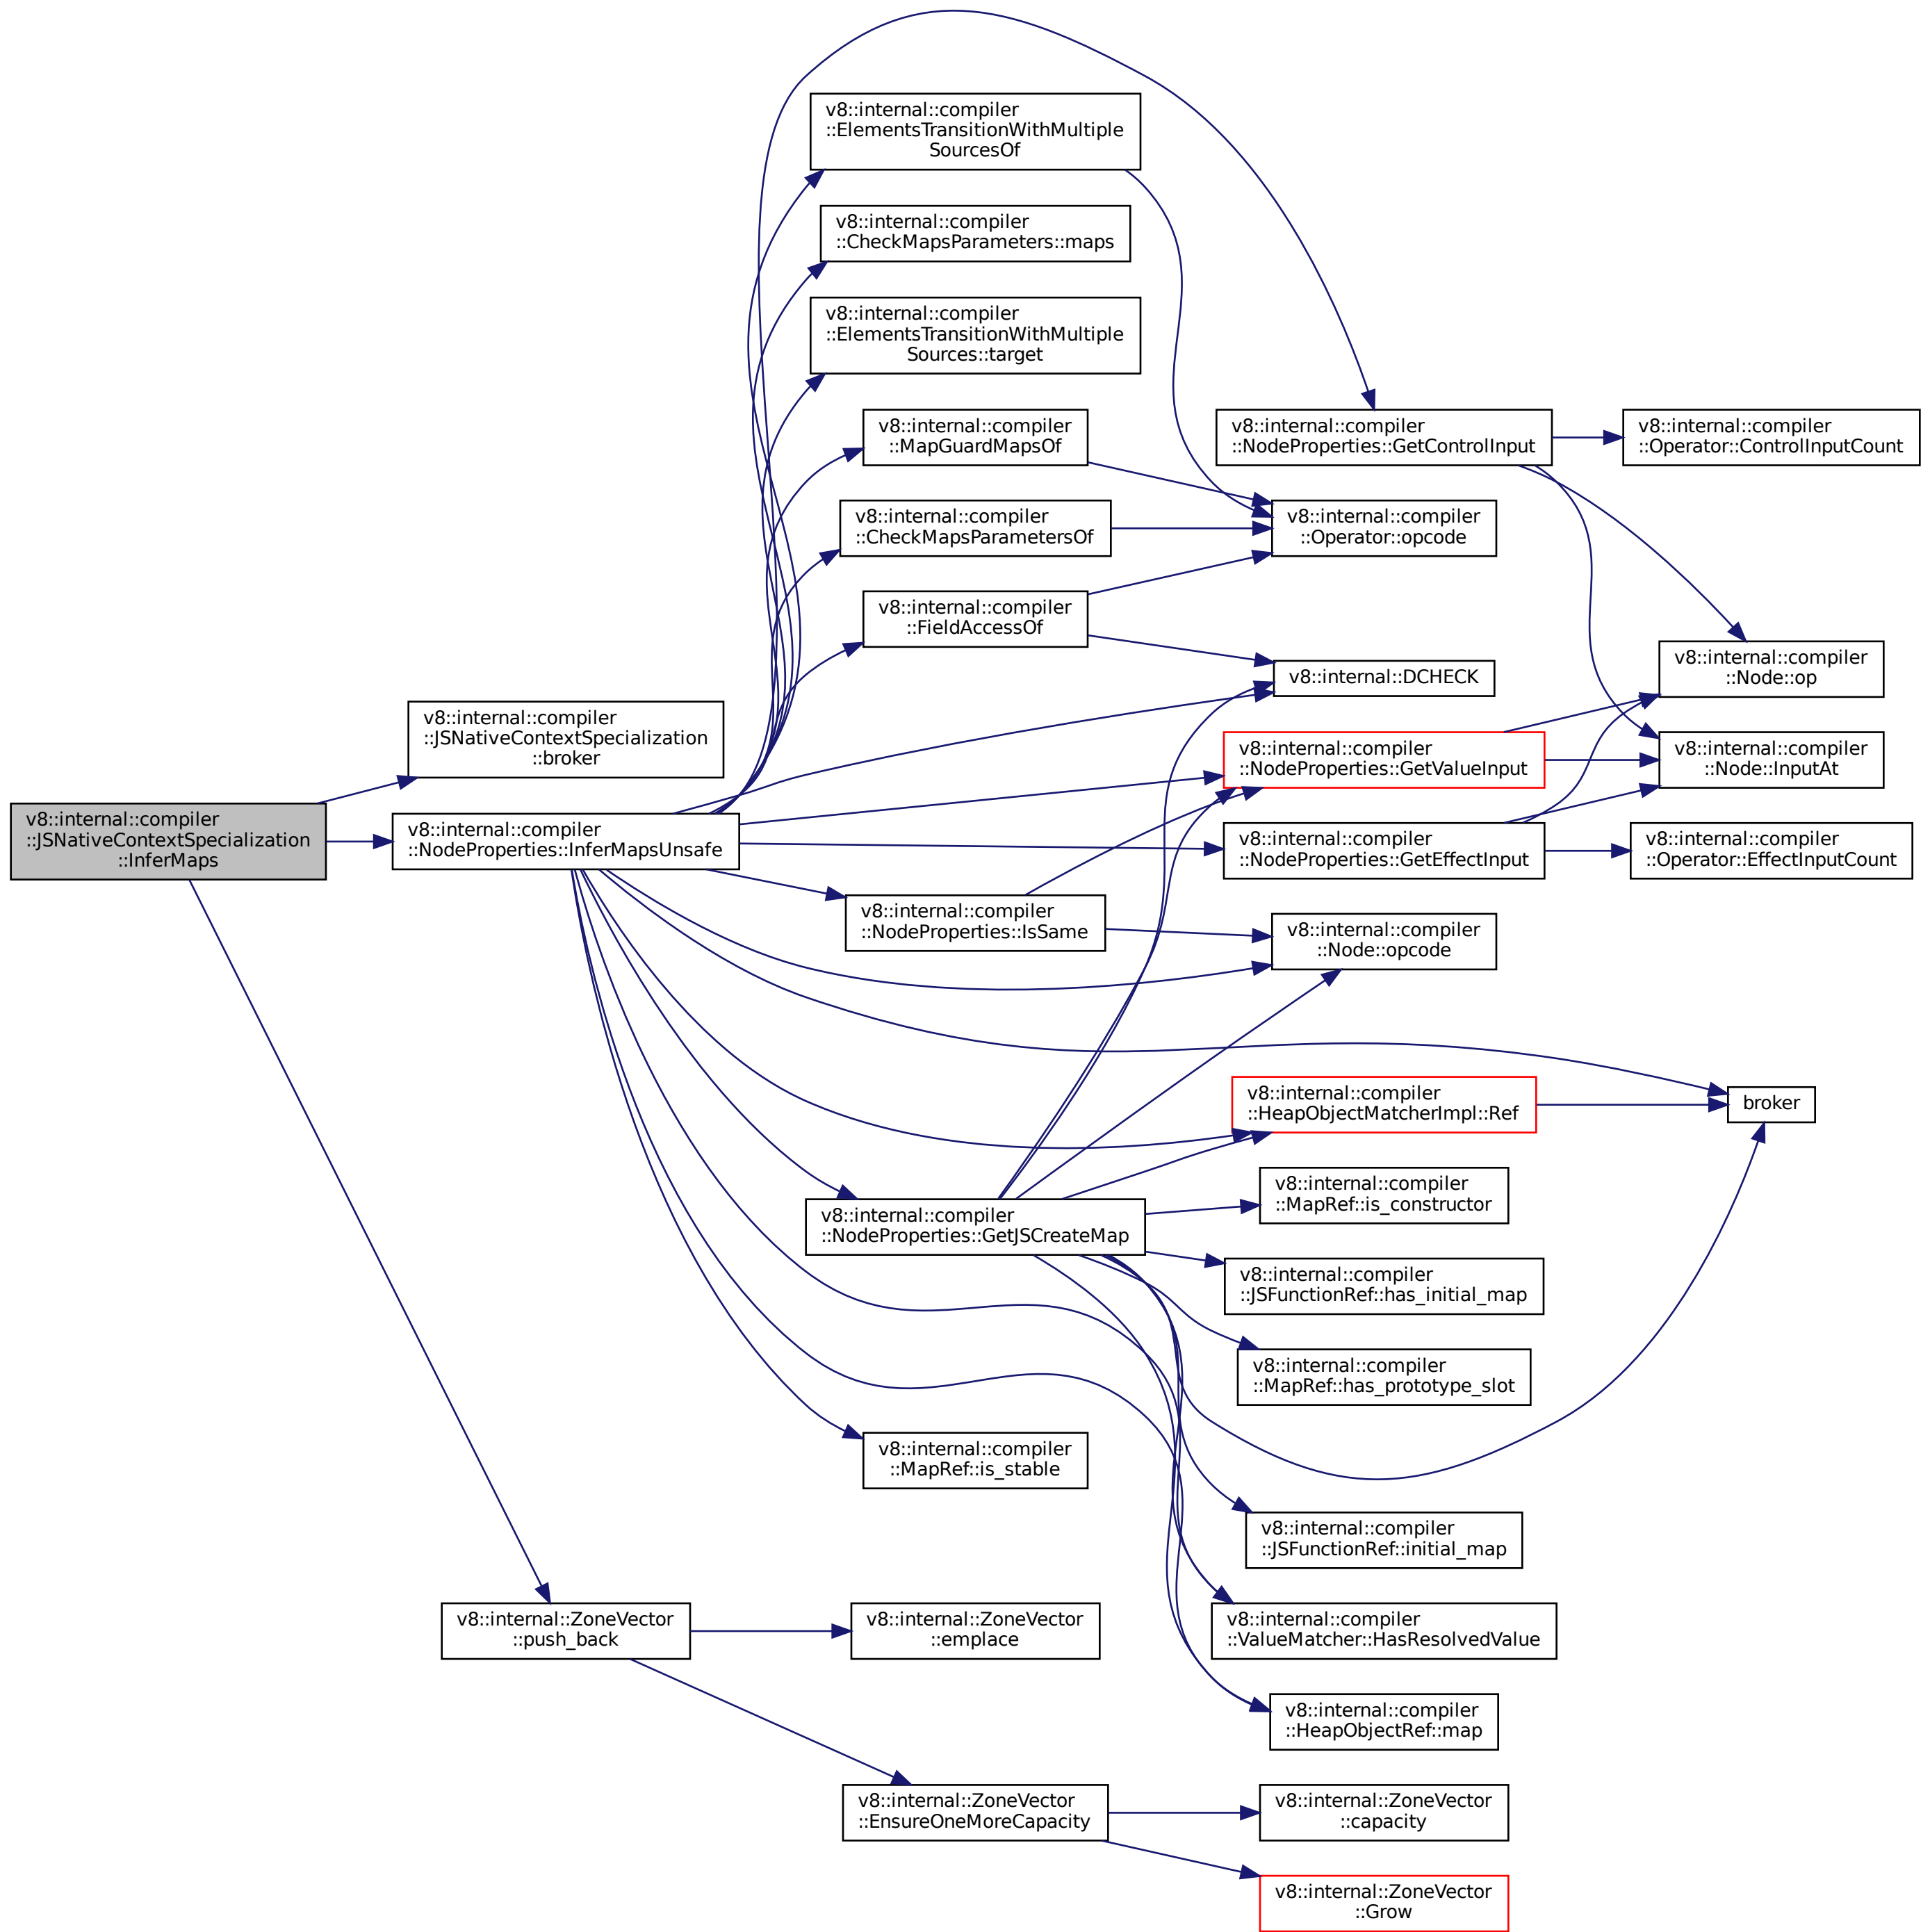 v8::internal::compiler
::ElementsTransitionWithMultiple
SourcesOf
v8::internal::compiler
::CheckMapsParameters::maps
v8::internal::compiler
::ElementsTransitionWithMultiple
Sources::target
v8::internal::compiler
::MapGuardMapsOf
v8::internal::compiler
::NodeProperties::GetControlInput
v8::internal::compiler
::Operator::ControlInputCount
v8::internal::compiler
::CheckMapsParametersOf
v8::internal::compiler
::Operator::opcode
v8::internal::compiler
::FieldAccessOf
v8::internal::DCHECK
v8::internal::compiler
::Node::op
v8::internal::compiler
::JSNativeContextSpecialization
::broker
v8::internal::compiler
::NodeProperties::GetValueInput
v8::internal::compiler
::Node::InputAt
v8::internal::compiler
::JSNativeContextSpecialization
::InferMaps
v8::internal::compiler
::NodeProperties::InferMapsUnsafe
v8::internal::compiler
::NodeProperties::GetEffectInput
v8::internal::compiler
::Operator::EffectInputCount
v8::internal::compiler
::NodeProperties::IsSame
v8::internal::compiler
::Node::opcode
v8::internal::compiler
::HeapObjectMatcherImpl::Ref
broker
v8::internal::compiler
::MapRef::is_constructor
v8::internal::compiler
::NodeProperties::GetJSCreateMap
v8::internal::compiler
::JSFunctionRef::has_initial_map
v8::internal::compiler
::MapRef::has_prototype_slot
v8::internal::compiler
::MapRef::is_stable
v8::internal::compiler
::JSFunctionRef::initial_map
v8::internal::ZoneVector
::push_back
v8::internal::ZoneVector
::emplace
v8::internal::compiler
::ValueMatcher::HasResolvedValue
v8::internal::compiler
::HeapObjectRef::map
v8::internal::ZoneVector
::EnsureOneMoreCapacity
v8::internal::ZoneVector
::capacity
v8::internal::ZoneVector
::Grow